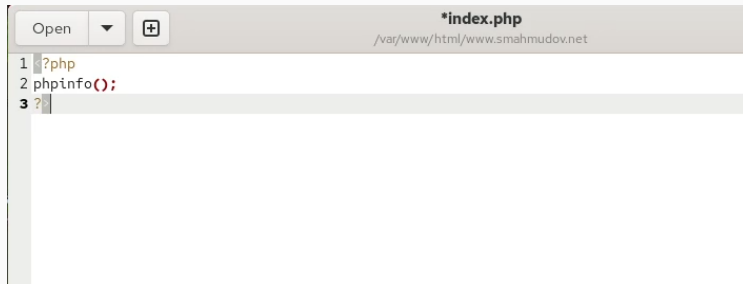 Open
*index.php
/var/www/html/www.smahmudov.net
1 <?php
2 phpinfo();
3 ?>